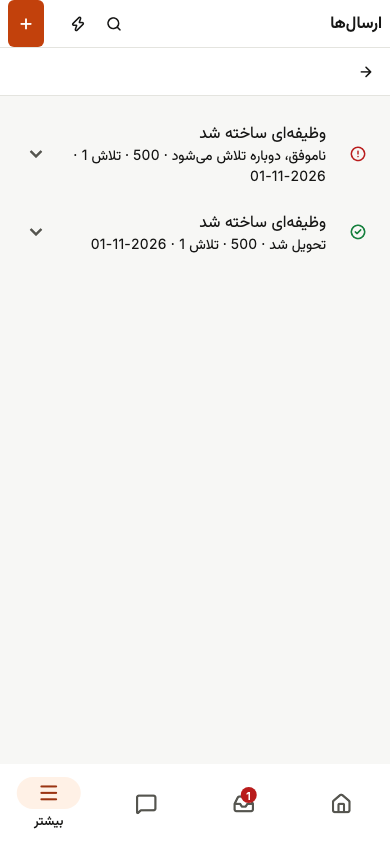 ارسال‌ها
وظیفه‌ای ساخته شد
ناموفق، دوباره تلاش می‌شود · 500 · تلاش 1 ·
01-11-2026
وظیفه‌ای ساخته شد
تحویل شد · 500 · تلاش 1 · 01-11-2026
1
بیشتر